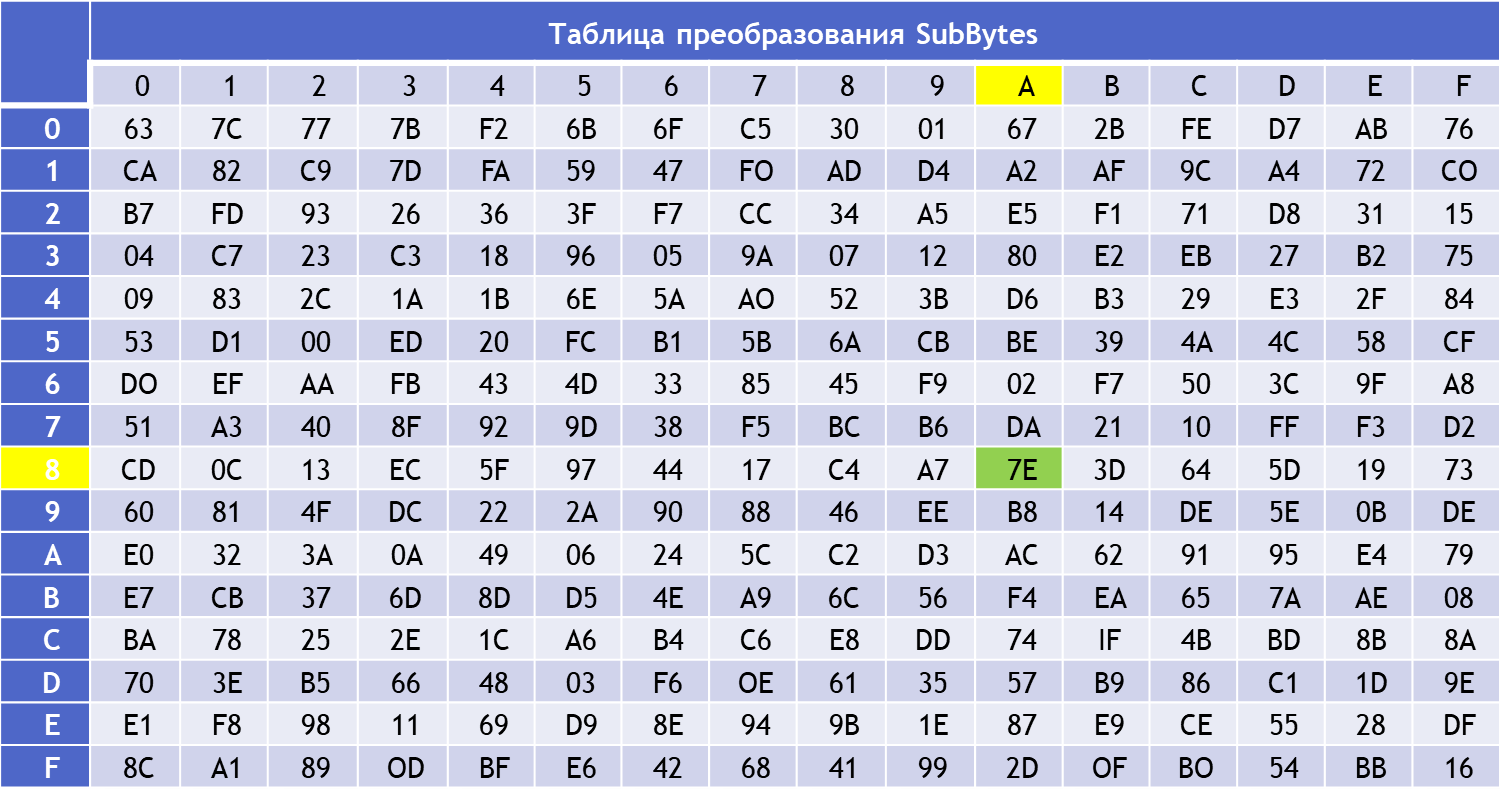 Таблица преобразования SubBytes
0 1 2 3 4 5 6 7 8 9 A B C D E F
0 63 7C 77 7B F2 6B 6F C5 30 01 67 2B FE D7 AB 76
1 CA 82 C9 7D FA 59 47 FO AD D4 A2 AF 9C A4 72 CO
2 B7 FD 93 26 36 3F F7 CC 34 A5 E5 F1 71 D8 31 15
3 04 C7 23 C3 18 96 05 9A 07 12 80 E2 EB 27 B2 75
4 09 83 2C 1A 1B 6E 5A AO 52 3B D6 B3 29 E3 2F 84
5 53 D1 00 ED 20 FC B1 5B 6A CB BE 39 4A 4C 58 CF
6 DO EF AA FB 43 4D 33 85 45 F9 02 F7 50 3C 9F A8
7 51 A3 40 8F 92 9D 38 F5 BC B6 DA 21 10 FF F3 D2
8 CD 0C 13 EC 5F 97 44 17 C4 A7 7E 3D 64 5D 19 73
9 60 81 4F DC 22 2A 90 88 46 EE B8 14 DE 5E 0B DE
A E0 32 3A 0A 49 06 24 5C C2 D3 AC 62 91 95 E4 79
B E7 CB 37 6D 8D D5 4E A9 6C 56 F4 EA 65 7A AE 08
C BA 78 25 2E 1C A6 B4 C6 E8 DD 74 IF 4B BD 8B 8A
D 70 3E B5 66 48 03 F6 OE 61 35 57 B9 86 C1 1D 9E
E E1 F8 98 11 69 D9 8E 94 9B 1E 87 E9 CE 55 28 DF
F 8C A1 89 OD BF E6 42 68 41 99 2D OF BO 54 BB 16